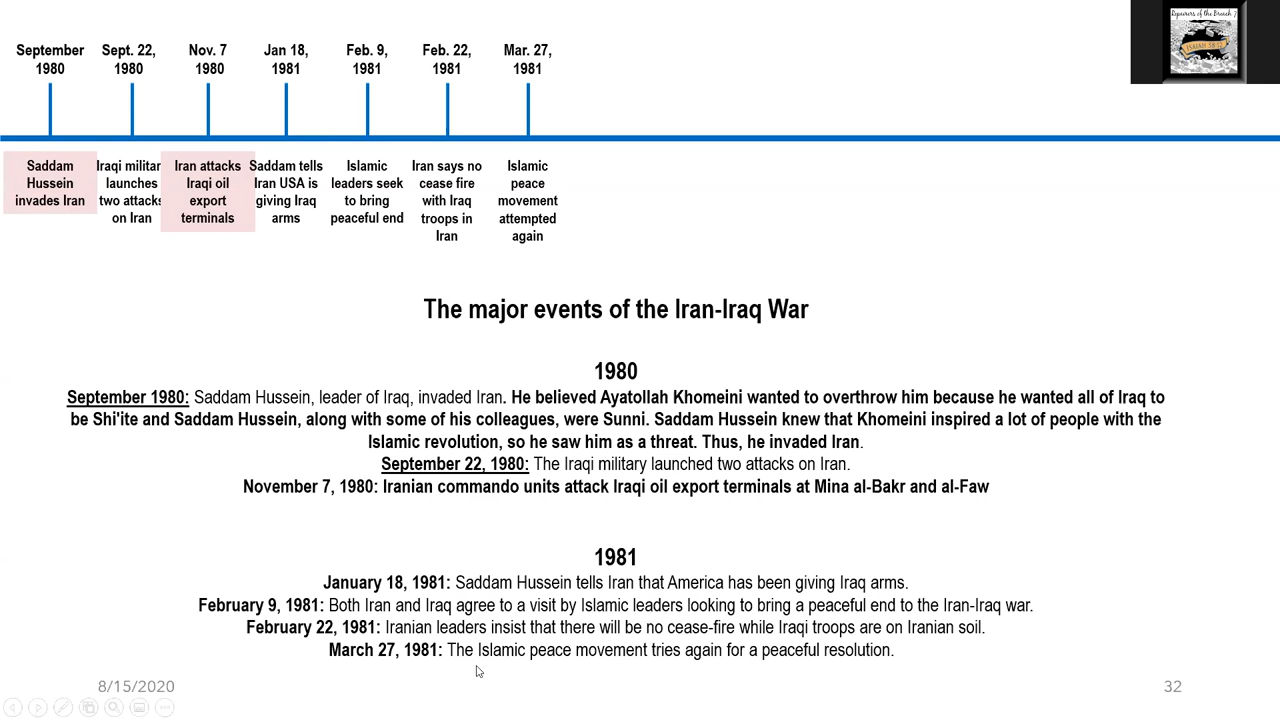 Repairers of the Breach 7
ISAIAH 58:12
September Sept. 22, Nov. 7 Jan 18, Feb. 9, Feb. 22, Mar. 27,
1980 1980 1980 1981 1981 1981 1981
Saddam Iraqi militar Iran attacks Saddam tells Islamic Iran says no Islamic
Hussein launches Iraqi oil Iran USA is leaders seek cease fire peace
invades Iran two attacks export giving Iraq to bring with Iraq movement
on Iran terminals arms peaceful end troops in attempted
Iran again
The major events of the Iran-Iraq War
1980
September 1980: Saddam Hussein, leader of Iraq, invaded Iran. He believed Ayatollah Khomeini wanted to overthrow him because he wanted all of Iraq to
be Shi'ite and Saddam Hussein, along with some of his colleagues, were Sunni. Saddam Hussein knew that Khomeini inspired a lot of people with the
Islamic revolution, so he saw him as a threat. Thus, he invaded Iran.
September 22, 1980: The Iraqi military launched two attacks on Iran.
November 7, 1980: Iranian commando units attack Iraqi oil export terminals at Mina al-Bakr and al-Faw
1981
January 18, 1981: Saddam Hussein tells Iran that America has been giving Iraq arms.
February 9, 1981: Both Iran and Iraq agree to a visit by Islamic leaders looking to bring a peaceful end to the Iran-Iraq war.
February 22, 1981: Iranian leaders insist that there will be no cease-fire while Iraqi troops are on Iranian soil.
March 27, 1981: The Islamic peace movement tries again for a peaceful resolution.
8/15/2020 32